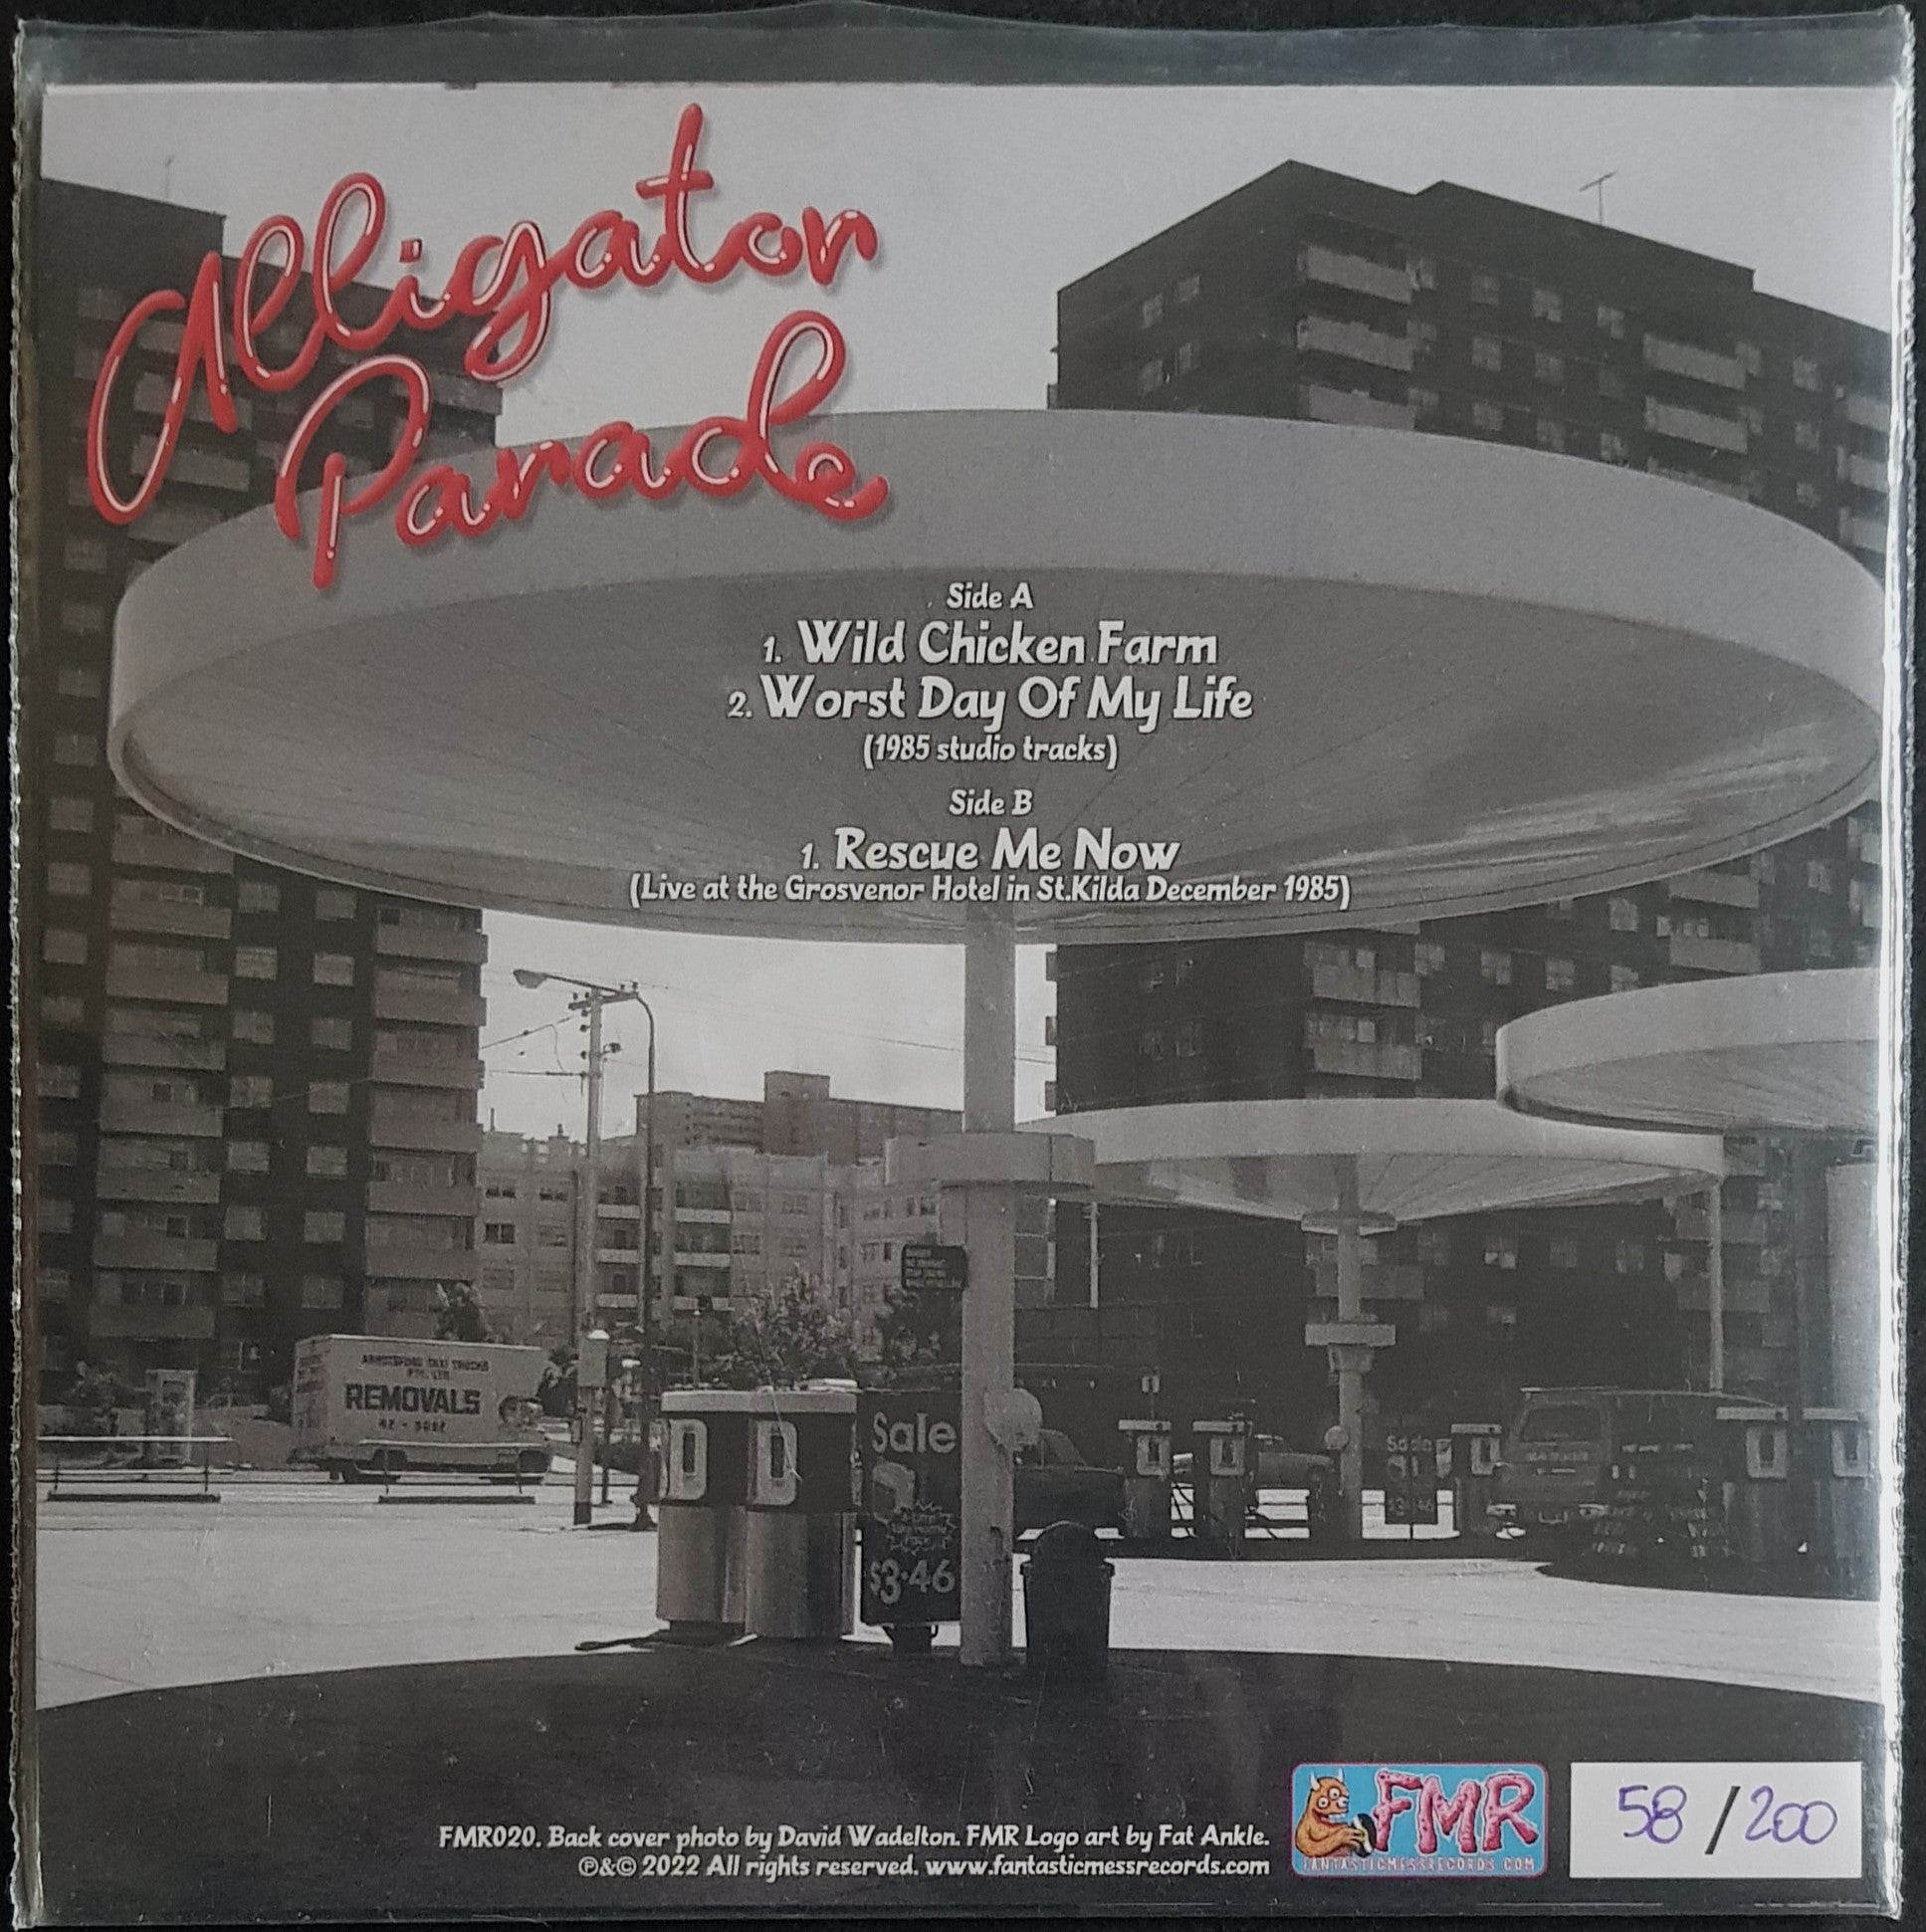 Alligator
Parade
Side A
1. Wild Chicken Farm
2. Worst Day Of My Life
(1985 studio tracks)
Side B
1. Rescue Me Now
(Live at the Grosvenor Hotel in St.Kilda December 1985)
REMOVALS
D D
Sale
$3·46
FMR020. Back cover photo by David Wadelton. FMR Logo art by Fat Ankle.
℗&© 2022 All rights reserved. www.fantasticmessrecords.com
FMR
FANTASTICMESSRECORDS.COM
58 / 200